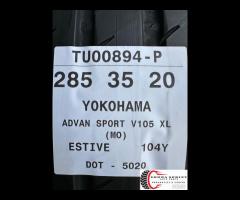 TU00894-P
285 35 20
YOKOHAMA
ADVAN SPORT V105 XL
(MO)
ESTIVE 104Y
DOT - 5020